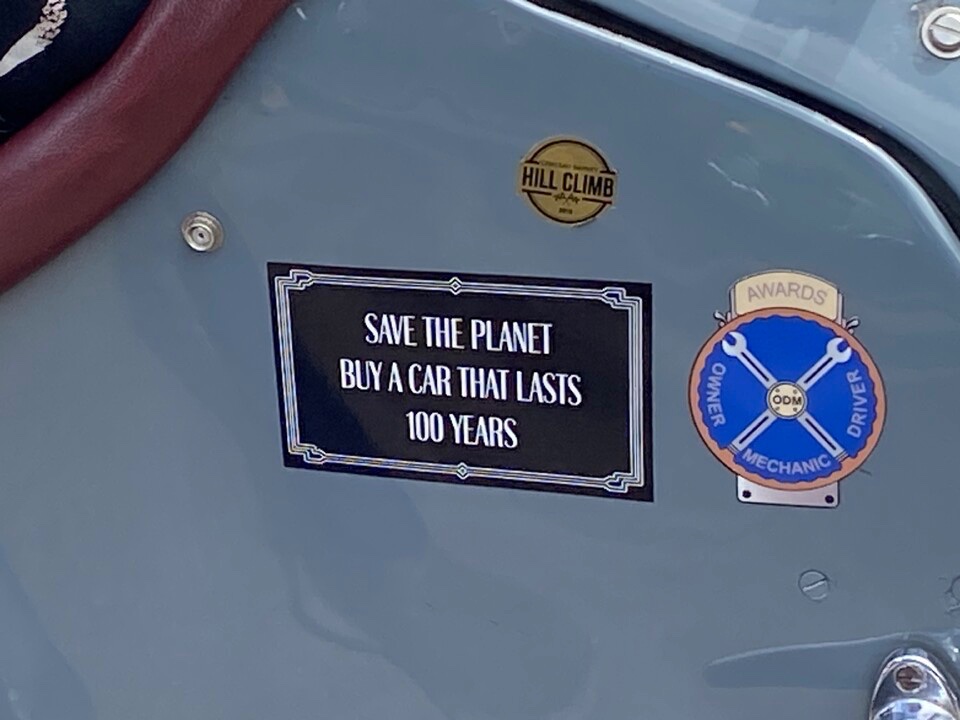 HILL CLIMB
SAVE THE PLANET
BUY A CAR THAT LASTS
100 YEARS
AWARDS
OWNER
ODM
DRIVER
MECHANIC